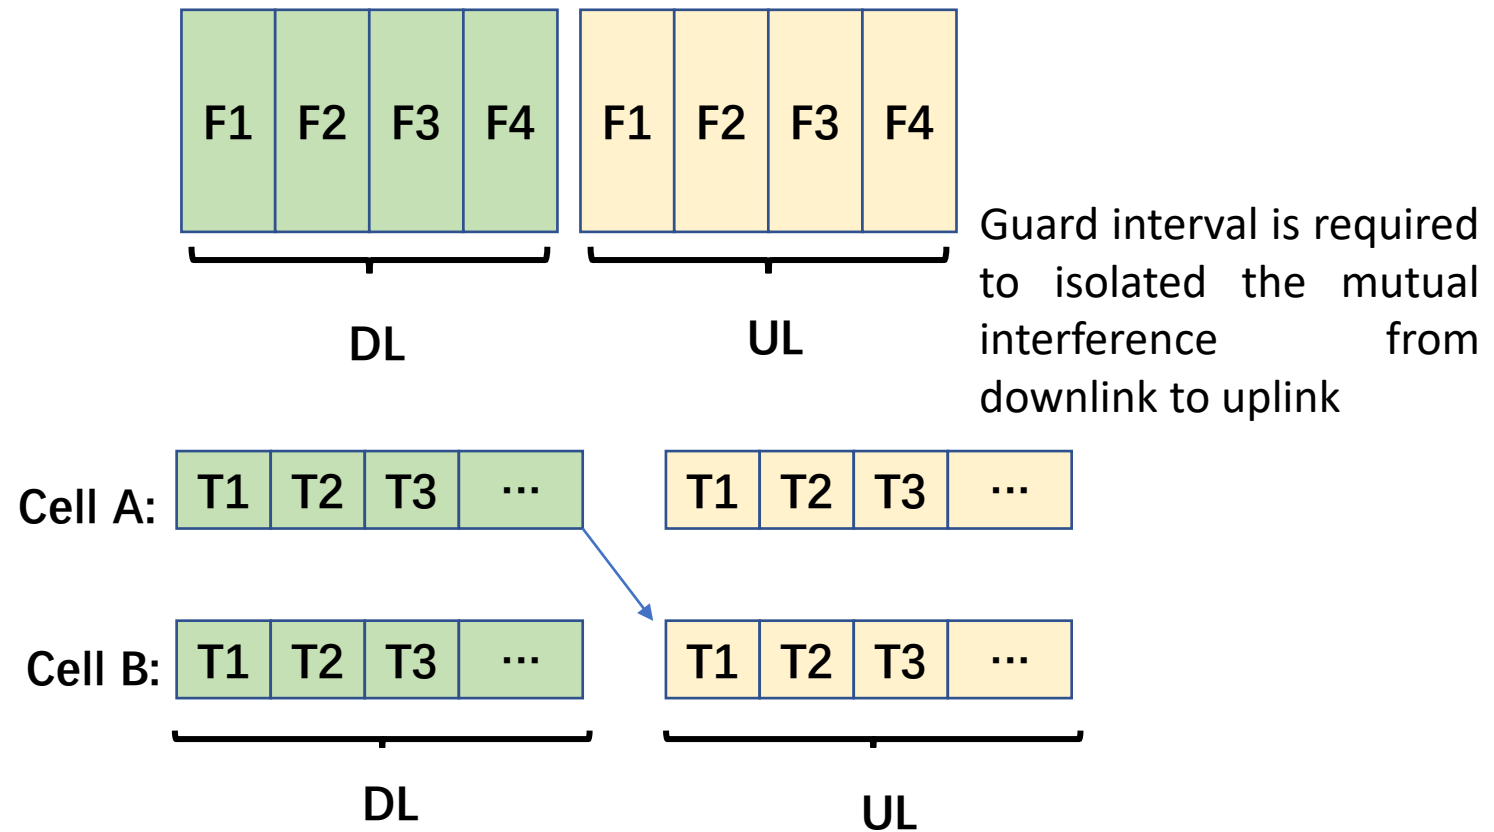 F1 F2 F3 F4 F1 F2 F3 F4
DL UL
Guard interval is required
to isolated the mutual
interference from
downlink to uplink
Cell A: T1 T2 T3 ... T1 T2 T3 ...
Cell B: T1 T2 T3 ... T1 T2 T3 ...
DL UL